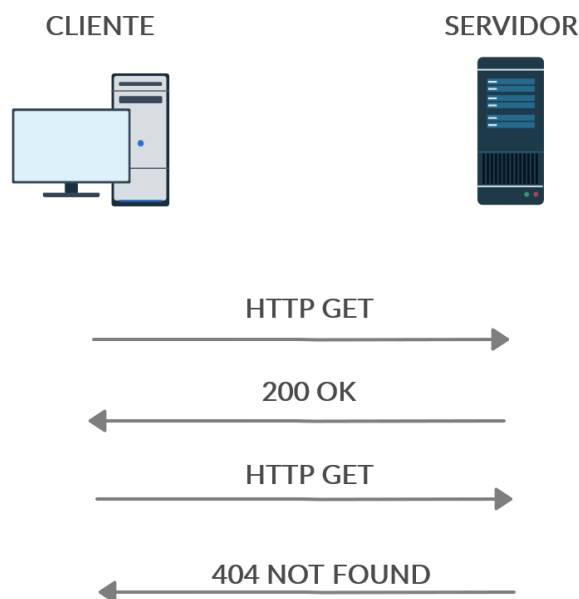 CLIENTE
SERVIDOR
HTTP GET
200 OK
HTTP GET
404 NOT FOUND